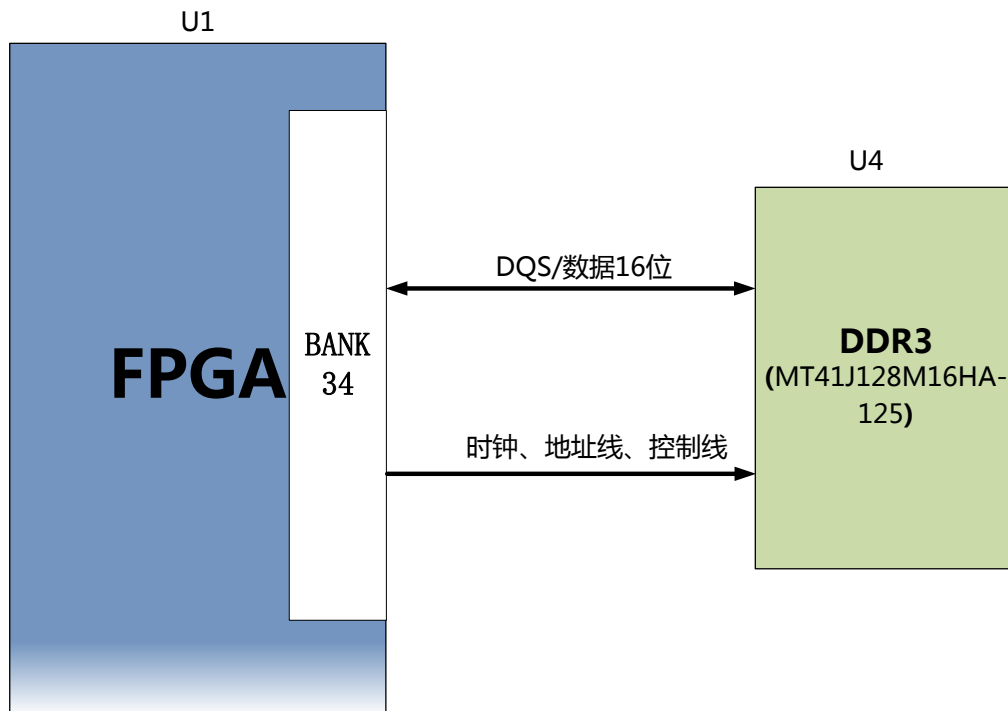 U1
U4
DQS/数据16位
FPGA
BANK
34
DDR3
(MT41J128M16HA-
125)
时钟、地址线、控制线